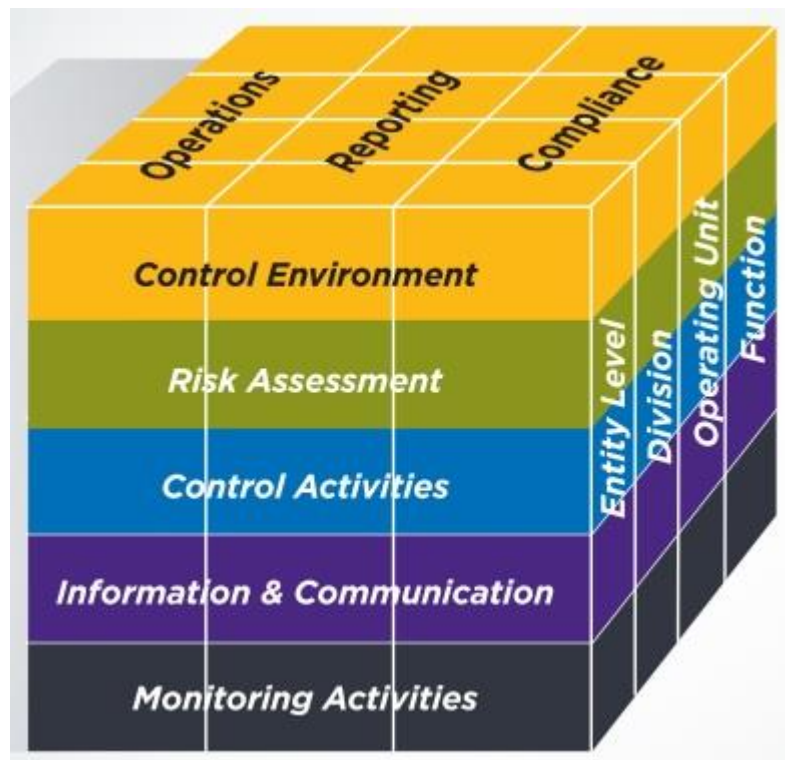 Operations
Reporting
Compliance
Control Environment
Risk Assessment
Control Activities
Information & Communication
Monitoring Activities
Entity Level
Division
Operating Unit
Function